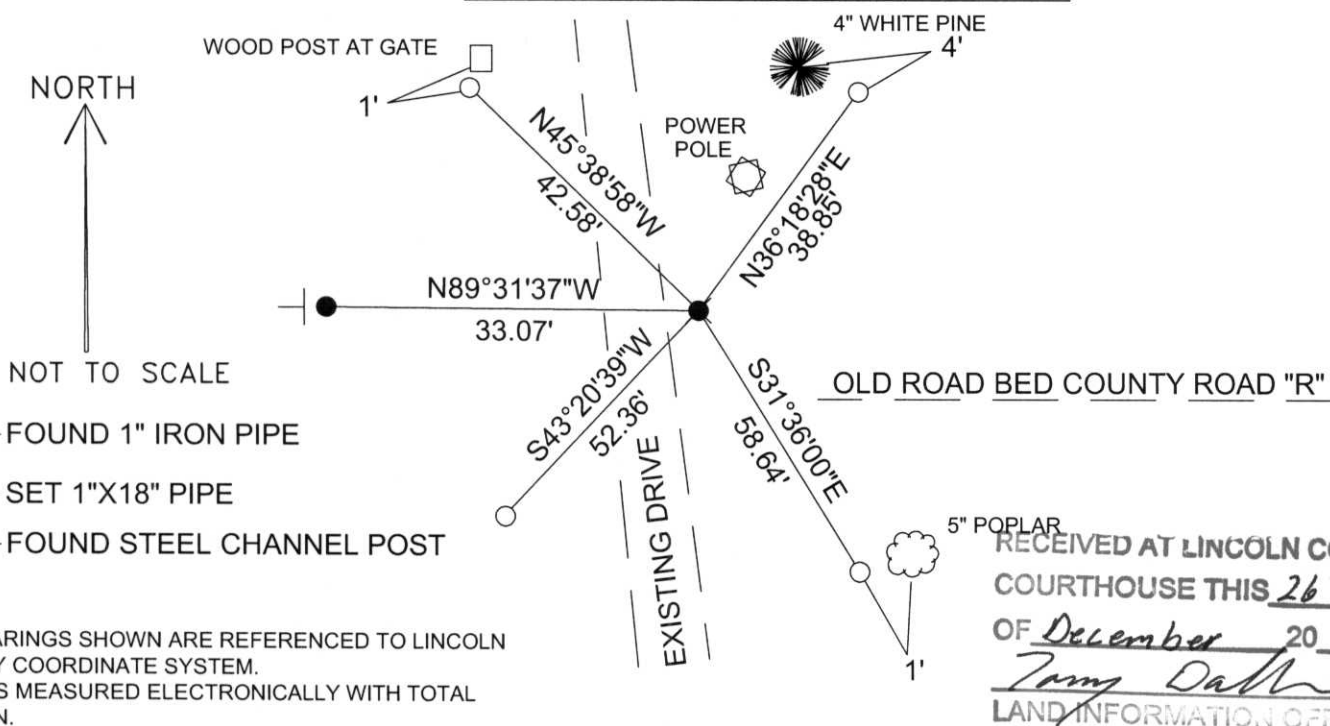 4" WHITE PINE
WOOD POST AT GATE
4'
NORTH
1'
POWER
POLE
N45°38'58"W
42.58'
N36°18'28"E
38.85'
N89°31'37"W
33.07'
NOT TO SCALE
S43°20'39"W
52.36'
S31°36'00"E
58.64'
OLD ROAD BED COUNTY ROAD "R"
FOUND 1" IRON PIPE
SET 1"X18" PIPE
FOUND STEEL CHANNEL POST
EXISTING DRIVE
5" POPLAR
1'
RECEIVED AT LINCOLN CO
COURTHOUSE THIS 26
OF December 20
LAND INFORMATION OFF
ARINGS SHOWN ARE REFERENCED TO LINCOLN
Y COORDINATE SYSTEM.
S MEASURED ELECTRONICALLY WITH TOTAL
N.